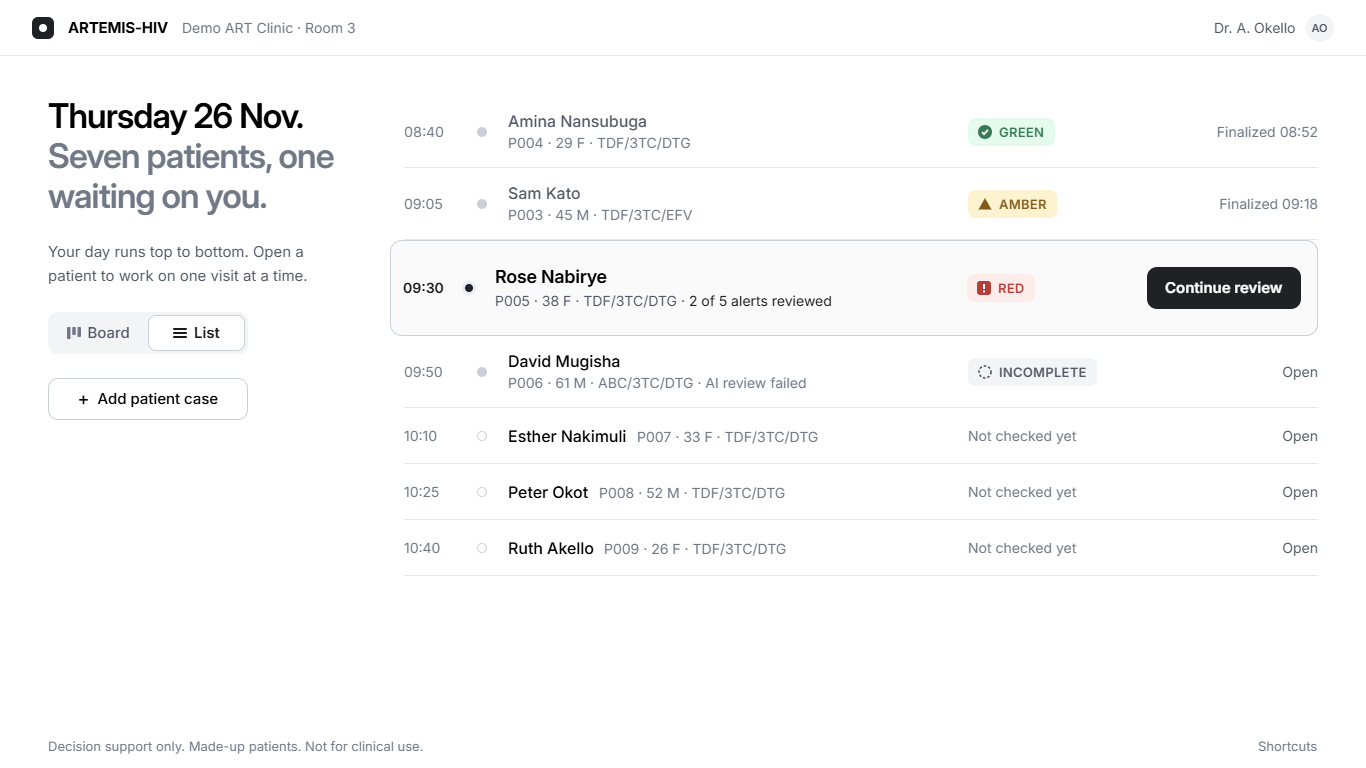 ARTEMIS-HIV Demo ART Clinic · Room 3 Dr. A. Okello AO
Thursday 26 Nov.
Seven patients, one
waiting on you.
Your day runs top to bottom. Open a
patient to work on one visit at a time.
Board List
+ Add patient case
08:40 Amina Nansubuga GREEN Finalized 08:52
P004 · 29 F · TDF/3TC/DTG
09:05 Sam Kato AMBER Finalized 09:18
P003 · 45 M · TDF/3TC/EFV
09:30 Rose Nabirye RED Continue review
P005 · 38 F · TDF/3TC/DTG · 2 of 5 alerts reviewed
09:50 David Mugisha INCOMPLETE Open
P006 · 61 M · ABC/3TC/DTG · AI review failed
10:10 Esther Nakimuli P007 · 33 F · TDF/3TC/DTG Not checked yet Open
10:25 Peter Okot P008 · 52 M · TDF/3TC/DTG Not checked yet Open
10:40 Ruth Akello P009 · 26 F · TDF/3TC/DTG Not checked yet Open
Decision support only. Made-up patients. Not for clinical use. Shortcuts